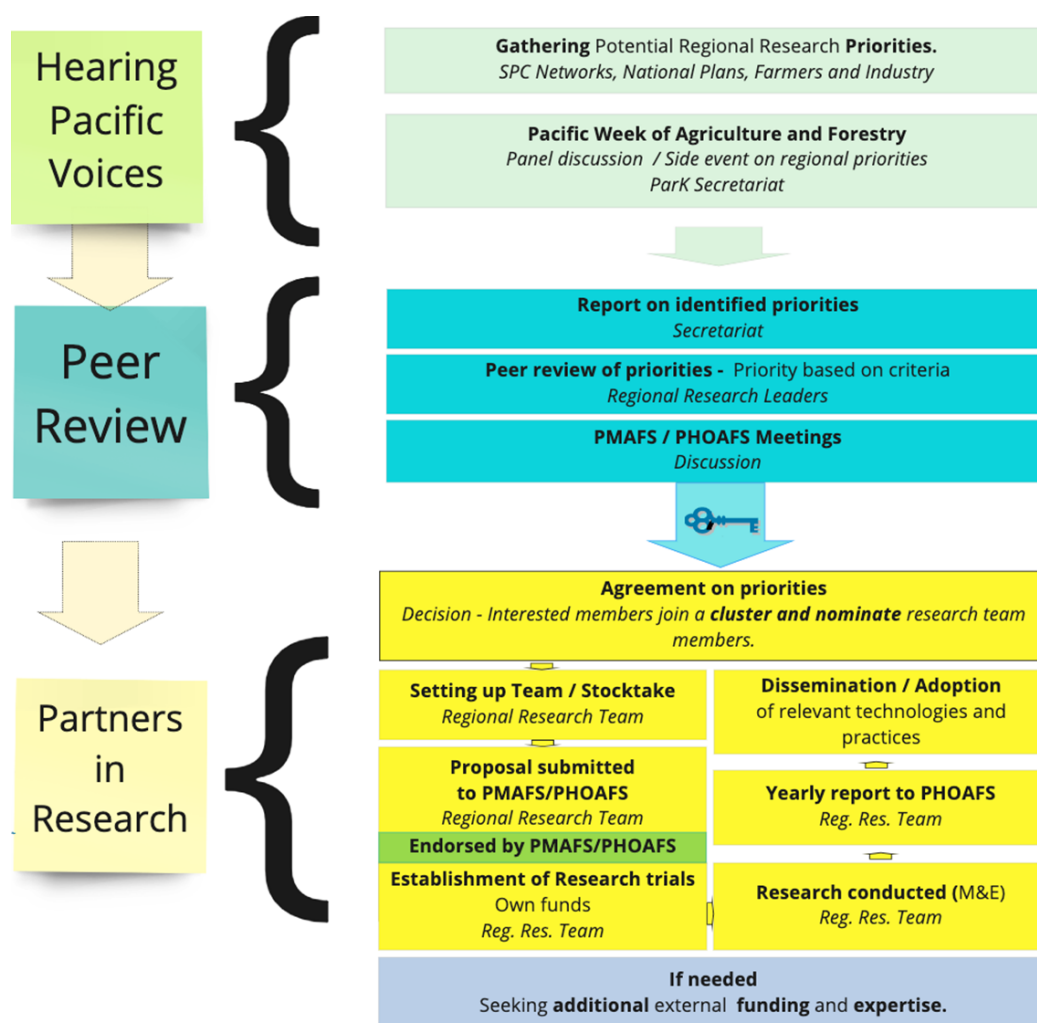 Hearing
Pacific
Voices
Gathering Potential Regional Research Priorities.
SPC Networks, National Plans, Farmers and Industry
Pacific Week of Agriculture and Forestry
Panel discussion / Side event on regional priorities
ParK Secretariat
Peer
Review
Report on identified priorities
Secretariat
Peer review of priorities - Priority based on criteria
Regional Research Leaders
PMAFS / PHOAFS Meetings
Discussion
Partners
in
Research
Agreement on priorities
Decision - Interested members join a cluster and nominate research team
members.
Setting up Team / Stocktake
Regional Research Team
Proposal submitted
to PMAFS/PHOAFS
Regional Research Team
Endorsed by PMAFS/PHOAFS
Establishment of Research trials
Own funds
Reg. Res. Team
Dissemination / Adoption
of relevant technologies and
practices
Yearly report to PHOAFS
Reg. Res. Team
Research conducted (M&E)
Reg. Res. Team
If needed
Seeking additional external funding and expertise.